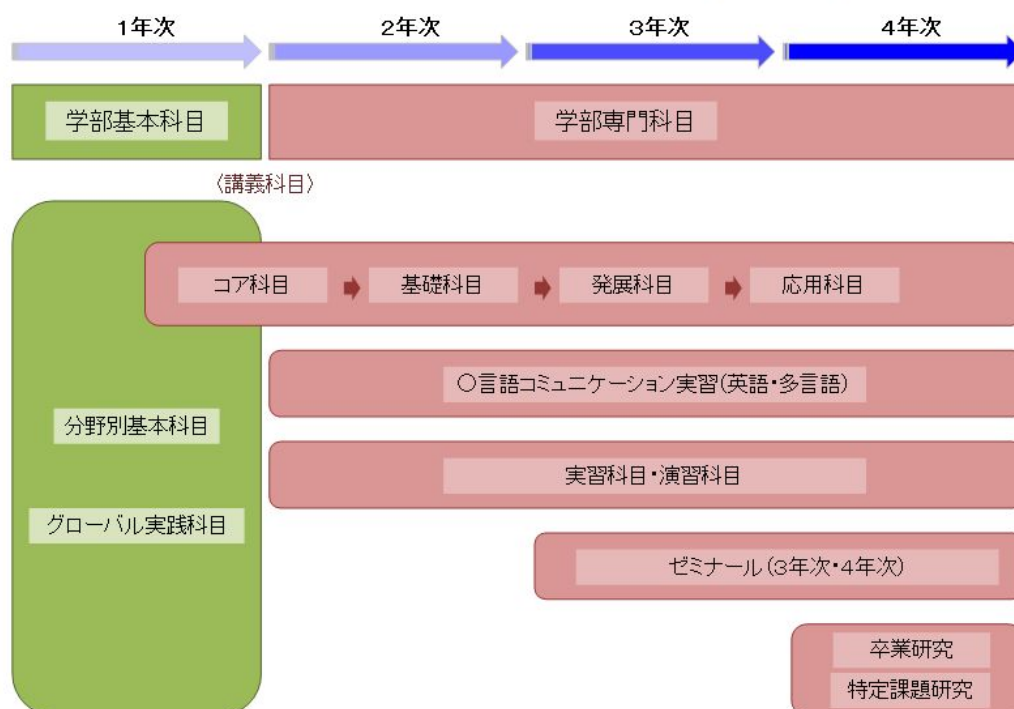 1年次
2年次
3年次
4年次
学部基本科目
学部専門科目
〈講義科目〉
コア科目
基礎科目
発展科目
応用科目
〇言語コミュニケーション実習(英語・多言語)
分野別基本科目
実習科目・演習科目
グローバル実践科目
ゼミナール(3年次・4年次)
卒業研究
特定課題研究